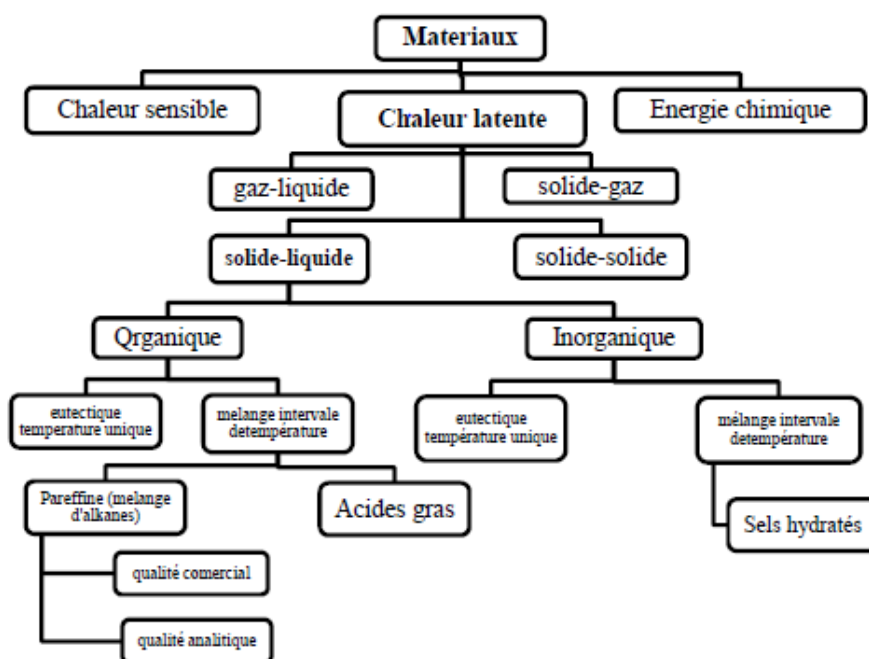 Materiaux
Chaleur sensible
Chaleur latente
Energie chimique
gaz-liquide
solide-gaz
solide-liquide
solide-solide
Qrganique
Inorganique
eutectique
temperature unique
melange intervale
detempérature
eutectique
température unique
mélange intervale
detempérature
Pareffine (melange
d'alkanes)
Acides gras
Sels hydratés
qualité comercial
qualité analitique